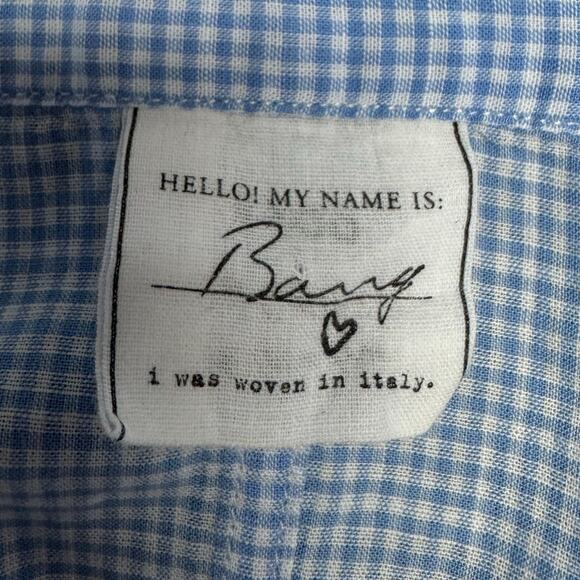 HELLO! MY NAME IS:
Barry
i was woven in italy.